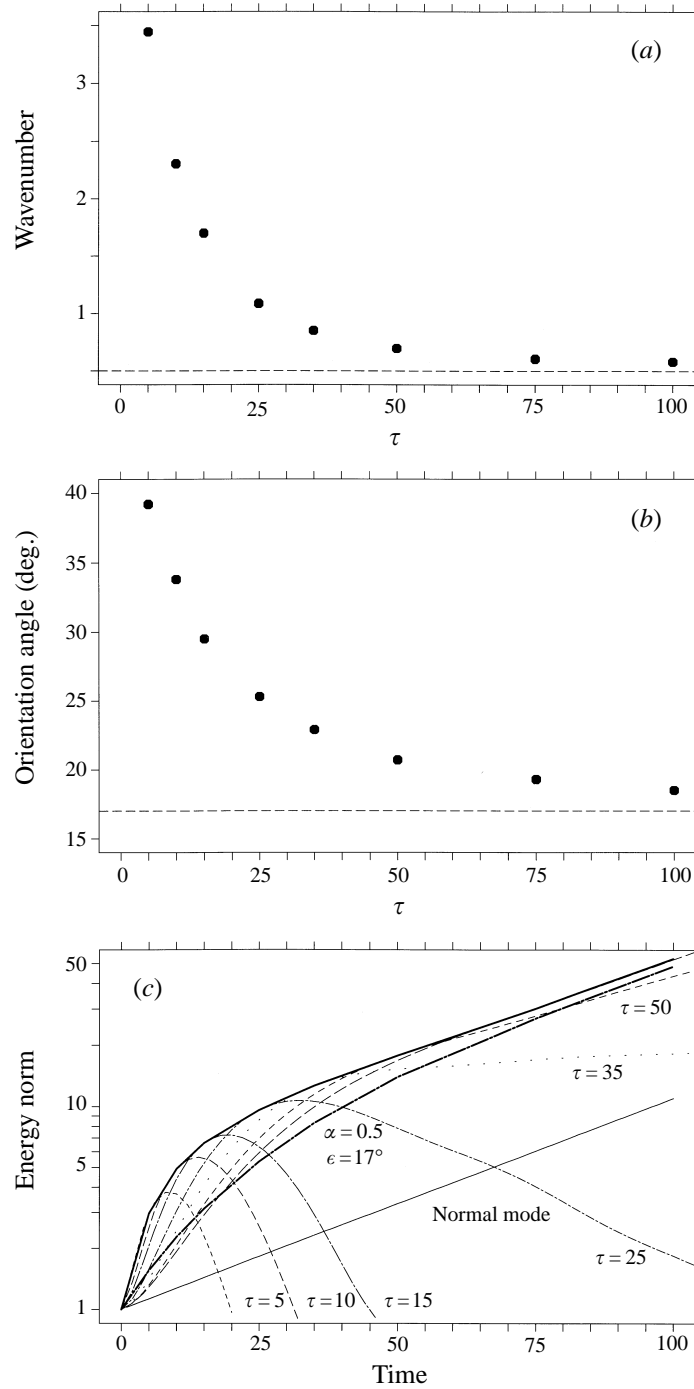 (a)
Wavenumber
3
2
1
0 25 50 75 100
τ
(b)
Orientation angle (deg.)
40
35
30
25
20
15
0 25 50 75 100
τ
(c)
Energy norm
50
10
5
1
τ = 50
τ = 35
α = 0.5
ϵ = 17°
Normal mode
τ = 25
τ = 5 τ = 10 τ = 15
0 25 50 75 100
Time